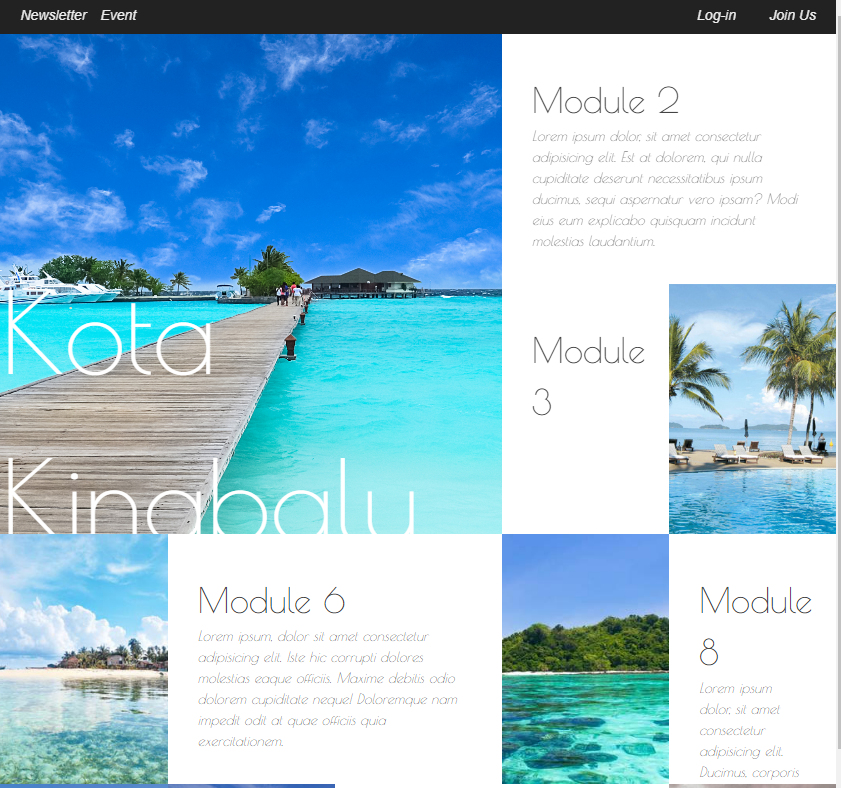 Newsletter Event Log-in Join Us
Module 2
Lorem ipsum dolor, sit amet consectetur
adipisicing elit. Est at dolorem, qui nulla
cupiditate deserunt necessitatibus ipsum
ducimus, sequi aspernatur vero ipsam? Modi
eius eum explicabo quisquam incidunt
molestias laudantium.
Kota
Kinabalu
Module
3
Module 6
Lorem ipsum, dolor sit amet consectetur
adipisicing elit. Iste hic corrupti dolores
molestias eaque officiis. Maxime debitis odio
dolorem cupiditate neque! Doloremque nam
impedit odit at quae officiis quia
exercitationem.
Module
8
Lorem ipsum
dolor, sit amet
consectetur
adipisicing elit.
Ducimus, corporis